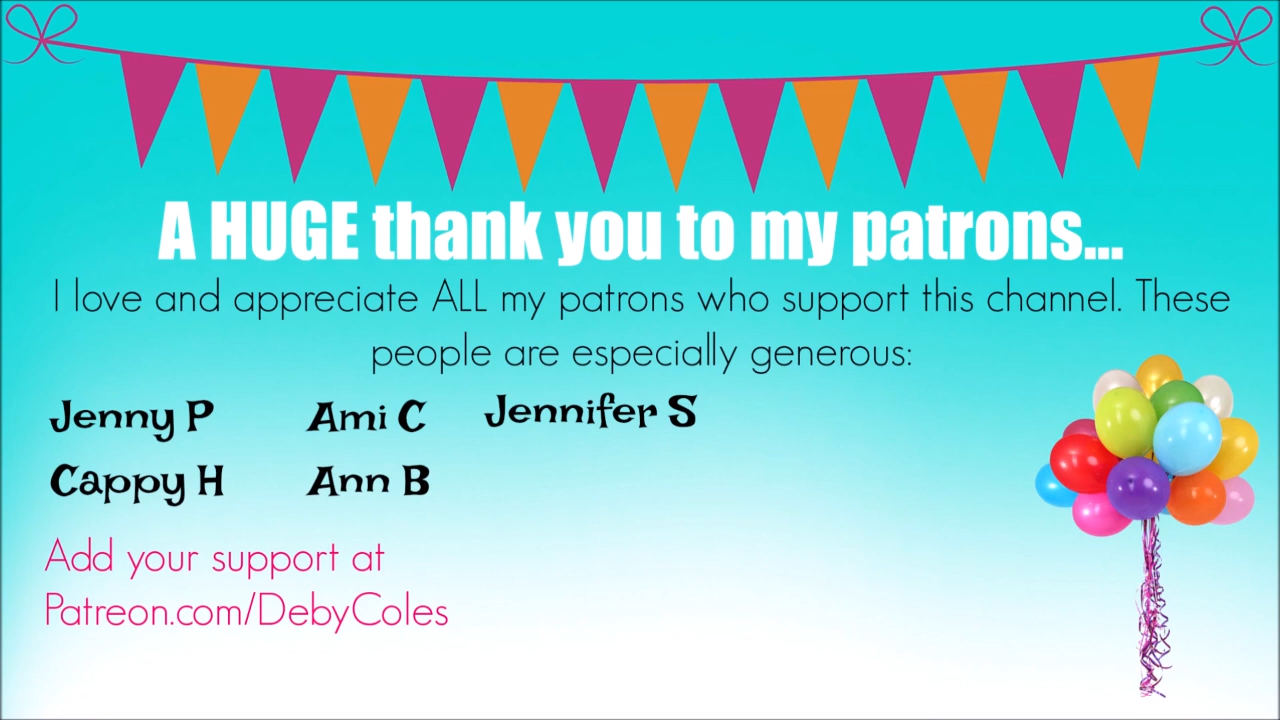 A HUGE thank you to my patrons...
I love and appreciate ALL my patrons who support this channel. These
people are especially generous:
Jenny P Ami C Jennifer S
Cappy H Ann B
Add your support at
Patreon.com/DebyColes